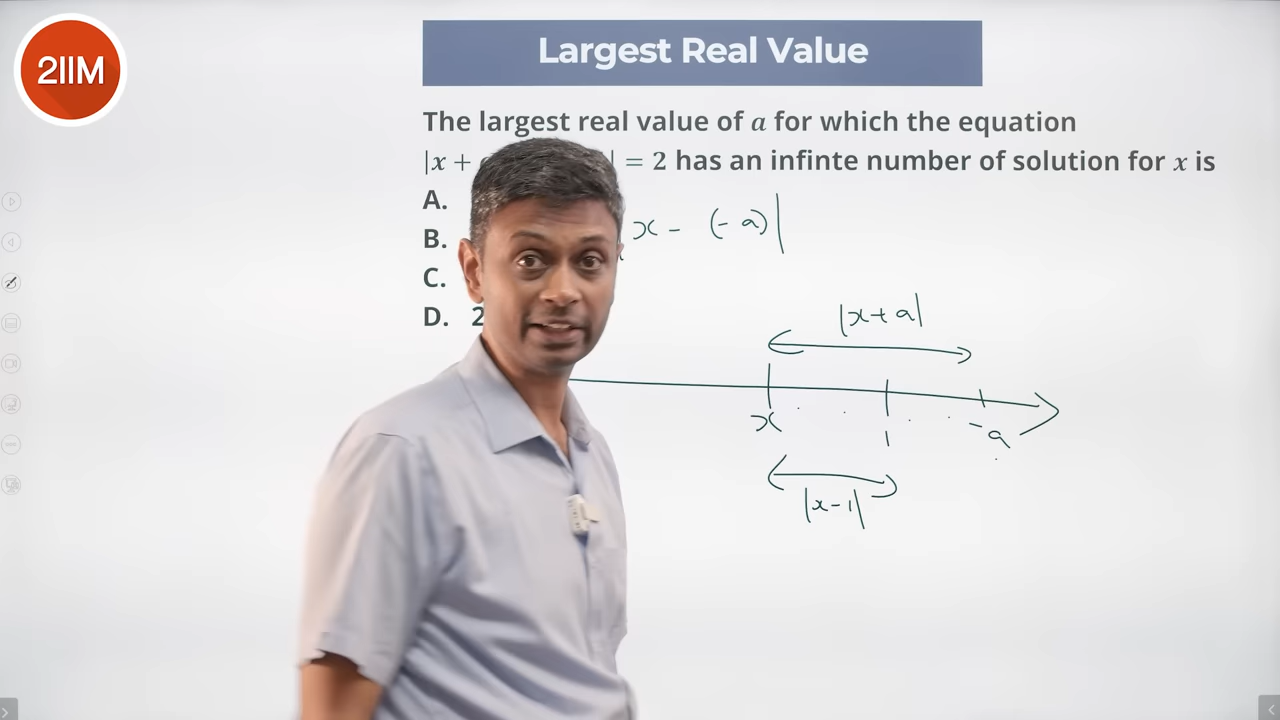 2IIM
Largest Real Value
The largest real value of a for which the equation
|x + | = 2 has an infinte number of solution for x is
A.
B.
C.
D. 2
x - (- a)|
|x + a|
x
1
- a
|x - 1|